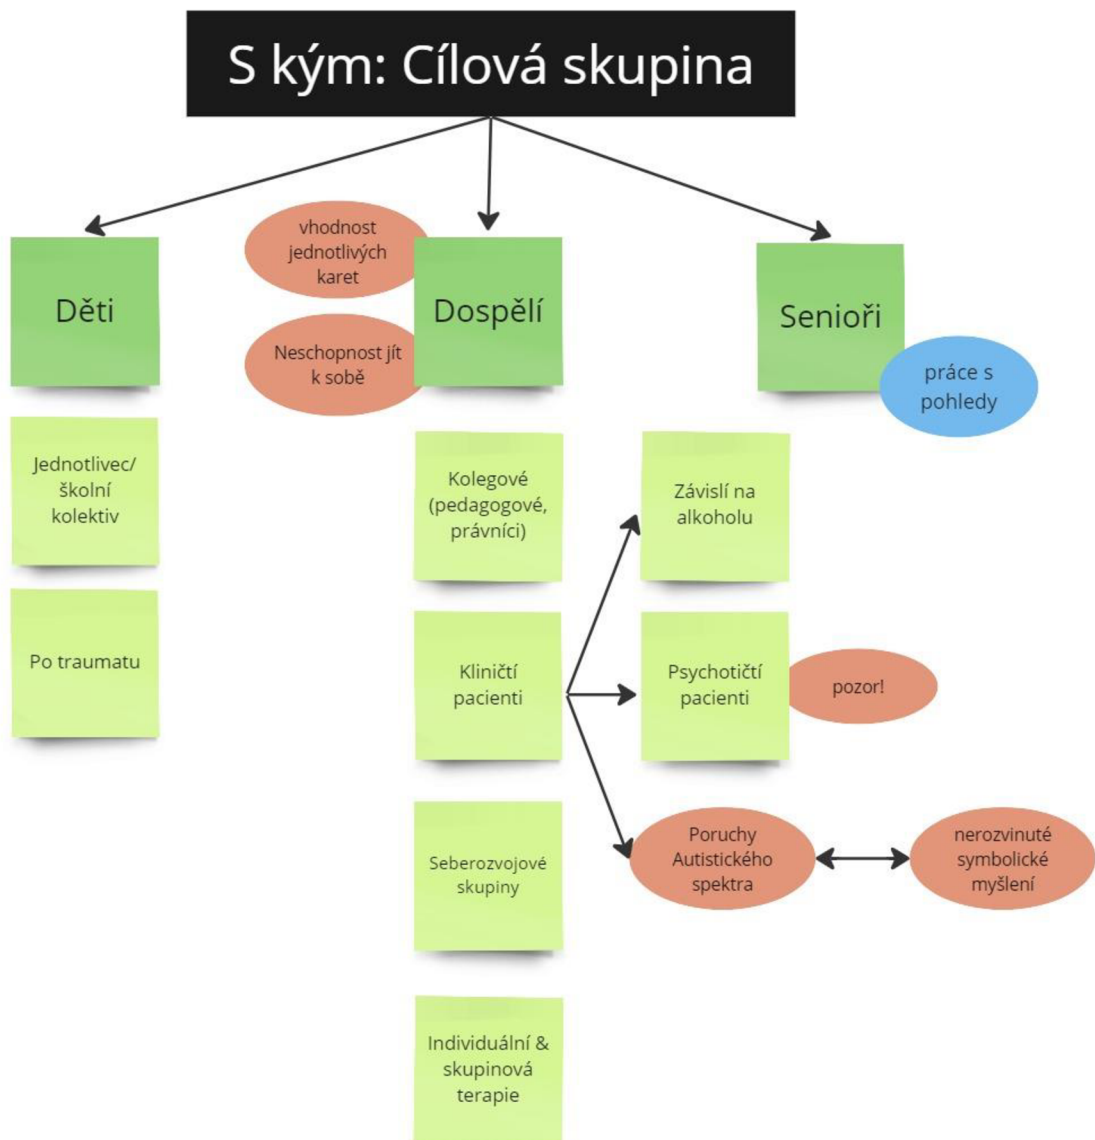 S kým: Cílová skupina
vhodnost
jednotlivých
karet
Děti
Dospělí
Senioři
Neschopnost jít
k sobě
práce s
pohledy
Jednotlivec/
školní
kolektiv
Kolegové
(pedagogové,
právníci)
Závislí na
alkoholu
Po traumatu
Kliničtí
pacienti
Psychotičtí
pacienti
pozor!
Seberozvojové
skupiny
Poruchy
Autistického
spektra
nerozvinuté
symbolické
myšlení
Individuální &
skupinová
terapie